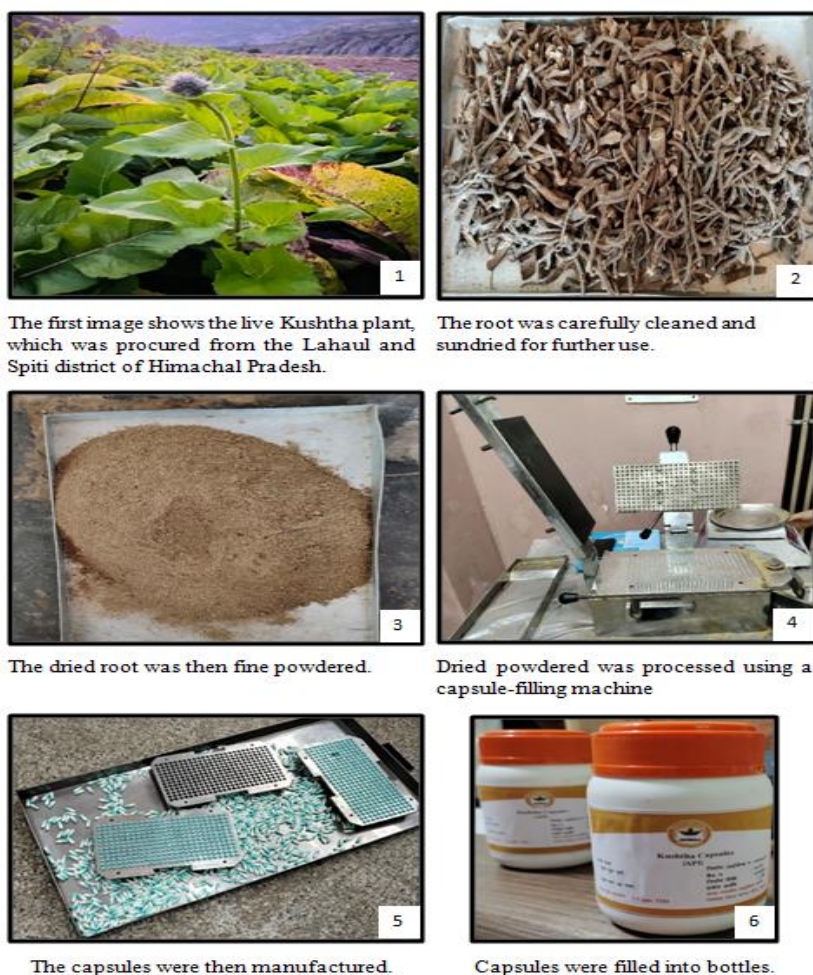 1
2
The first image shows the live Kushtha plant,
which was procured from the Lahaul and
Spiti district of Himachal Pradesh.
The root was carefully cleaned and
sundried for further use.
3
4
The dried root was then fine powdered.
Dried powdered was processed using a
capsule-filling machine
5
6
Kushtha Capsules
(API)
The capsules were then manufactured.
Capsules were filled into bottles.